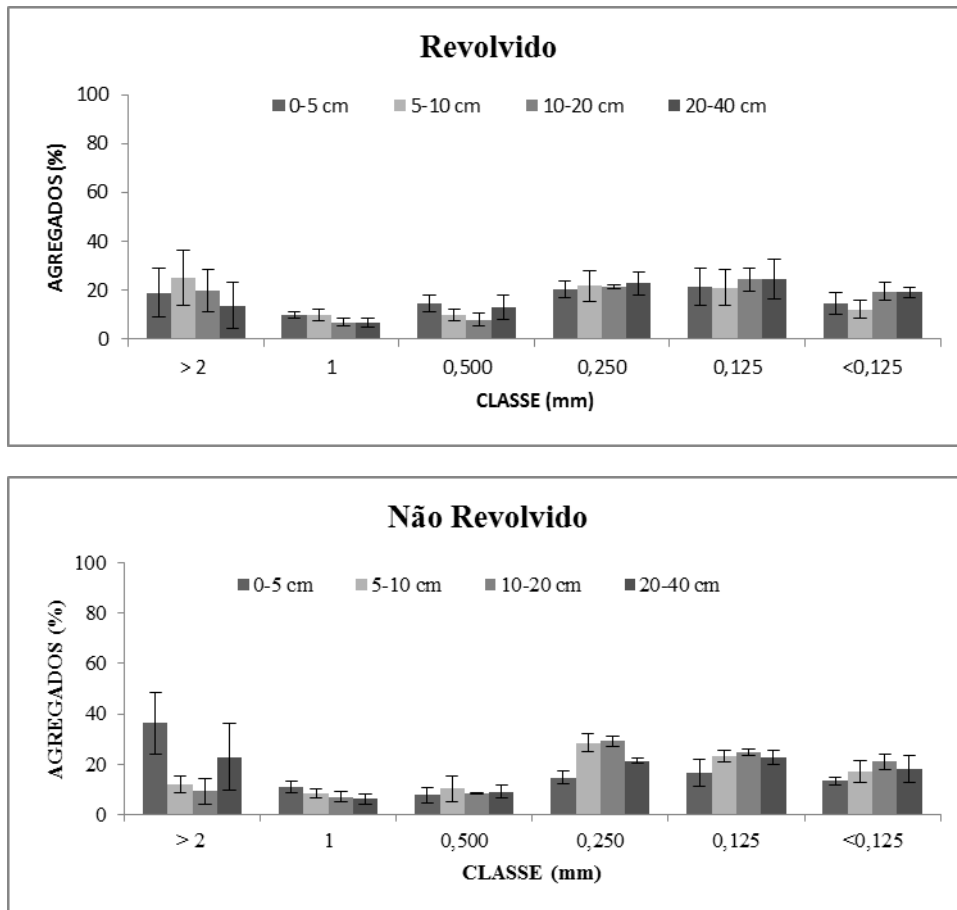 Revolvido
0-5 cm 5-10 cm 10-20 cm 20-40 cm
100
80
60
40
20
0
AGREGADOS (%)
> 2 1 0,500 0,250 0,125 <0,125
CLASSE (mm)
Não Revolvido
0-5 cm 5-10 cm 10-20 cm 20-40 cm
100
80
60
40
20
0
AGREGADOS (%)
> 2 1 0,500 0,250 0,125 <0,125
CLASSE (mm)